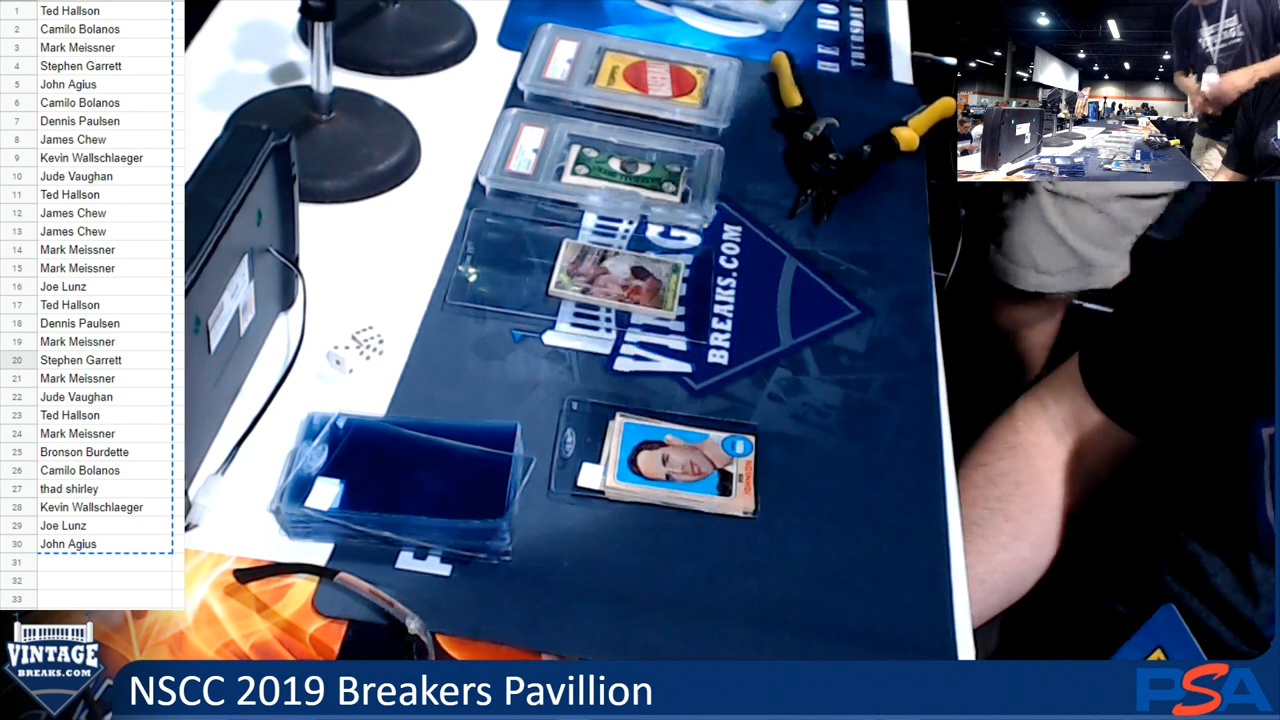 1 Ted Hallson
2 Camilo Bolanos
3 Mark Meissner
4 Stephen Garrett
5 John Agius
6 Camilo Bolanos
7 Dennis Paulsen
8 James Chew
9 Kevin Wallschlaeger
10 Jude Vaughan
11 Ted Hallson
12 James Chew
13 James Chew
14 Mark Meissner
15 Mark Meissner
16 Joe Lunz
17 Ted Hallson
18 Dennis Paulsen
19 Mark Meissner
20 Stephen Garrett
21 Mark Meissner
22 Jude Vaughan
23 Ted Hallson
24 Mark Meissner
25 Bronson Burdette
26 Camilo Bolanos
27 thad shirley
28 Kevin Wallschlaeger
29 Joe Lunz
30 John Agius
31
32
33
BREAKS.COM
JOHNSON
VINTAGE
BREAKS.COM
NSCC 2019 Breakers Pavillion
PSA